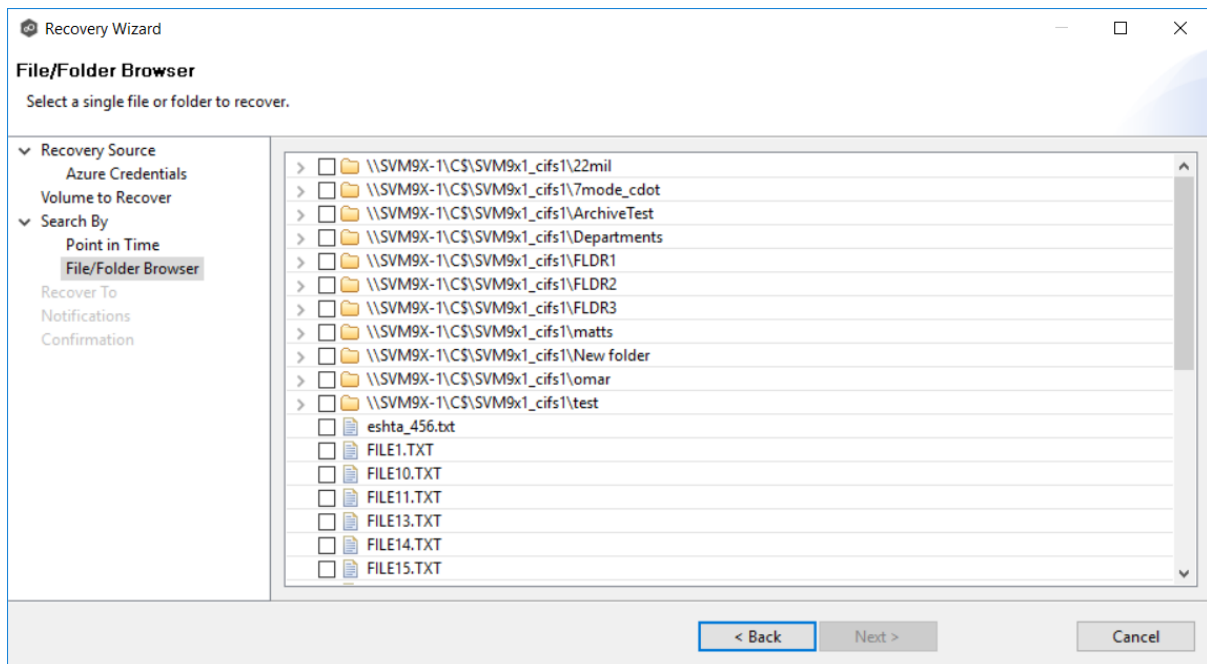 Recovery Wizard
File/Folder Browser
Select a single file or folder to recover.
Recovery Source
Azure Credentials
Volume to Recover
Search By
Point in Time
File/Folder Browser
Recover To
Notifications
Confirmation
\\SVM9X-1\C$\SVM9x1_cifs1\22mil
\\SVM9X-1\C$\SVM9x1_cifs1\7mode_cdot
\\SVM9X-1\C$\SVM9x1_cifs1\ArchiveTest
\\SVM9X-1\C$\SVM9x1_cifs1\Departments
\\SVM9X-1\C$\SVM9x1_cifs1\FLDR1
\\SVM9X-1\C$\SVM9x1_cifs1\FLDR2
\\SVM9X-1\C$\SVM9x1_cifs1\FLDR3
\\SVM9X-1\C$\SVM9x1_cifs1\matts
\\SVM9X-1\C$\SVM9x1_cifs1\New folder
\\SVM9X-1\C$\SVM9x1_cifs1\omar
\\SVM9X-1\C$\SVM9x1_cifs1\test
eshta_456.txt
FILE1.TXT
FILE10.TXT
FILE11.TXT
FILE13.TXT
FILE14.TXT
FILE15.TXT
< Back
Next >
Cancel